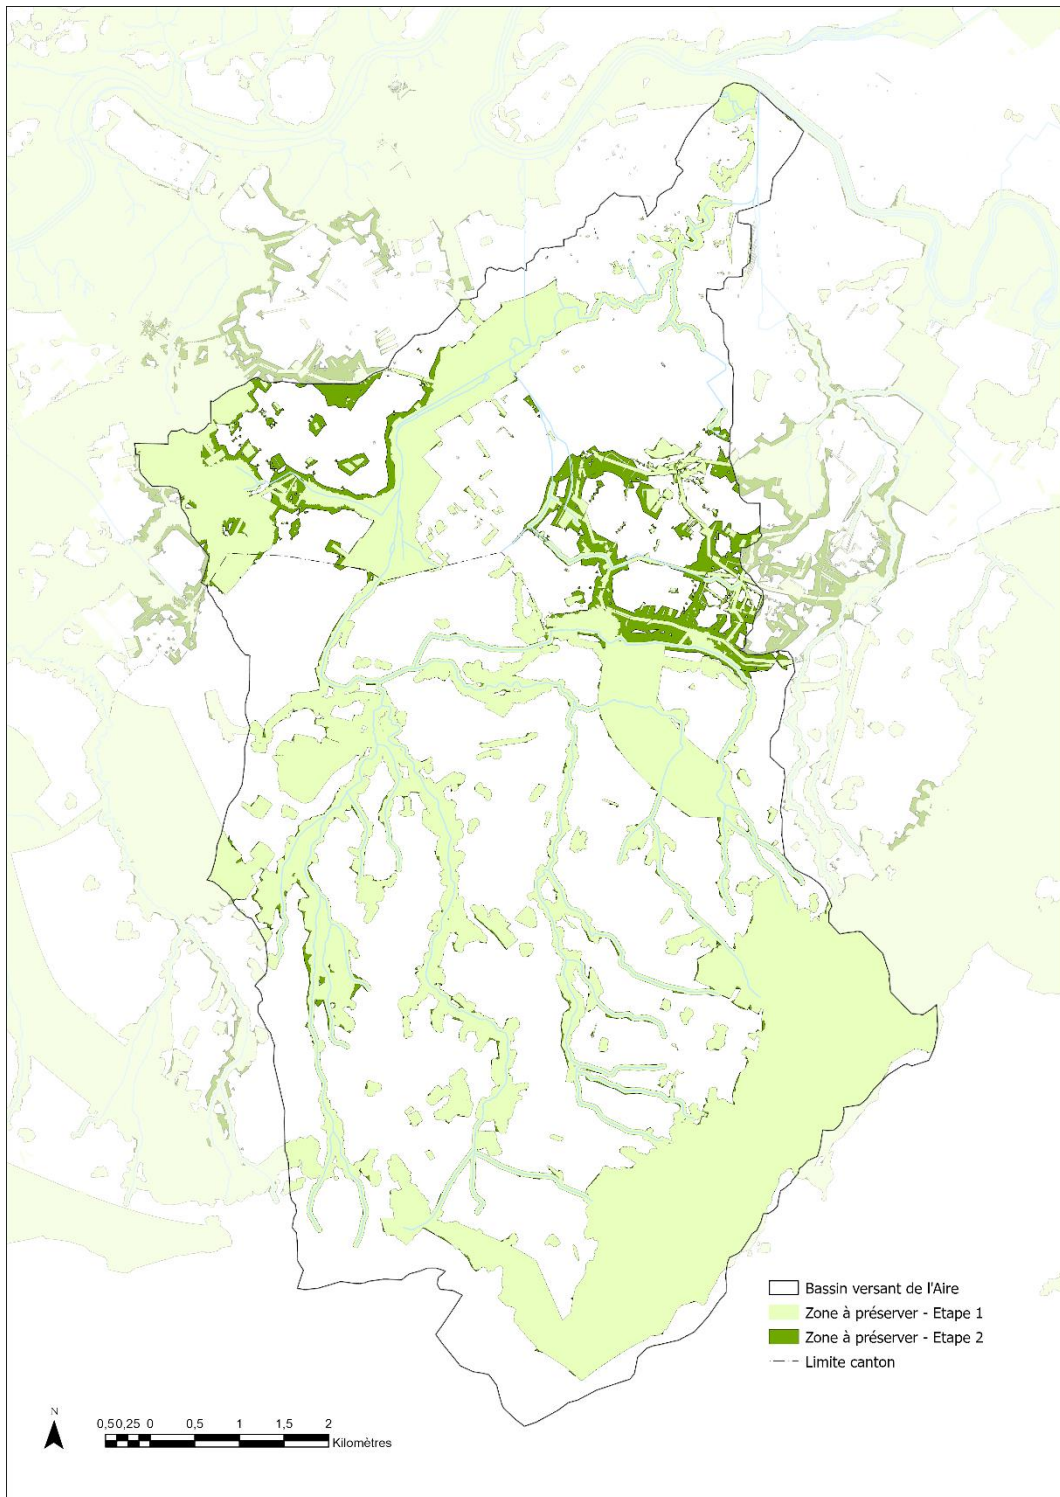 Bassin versant de l'Aire
Zone à préserver - Etape 1
Zone à préserver - Etape 2
Limite canton
N
0,50,25 0 0,5 1 1,5 2
Kilomètres